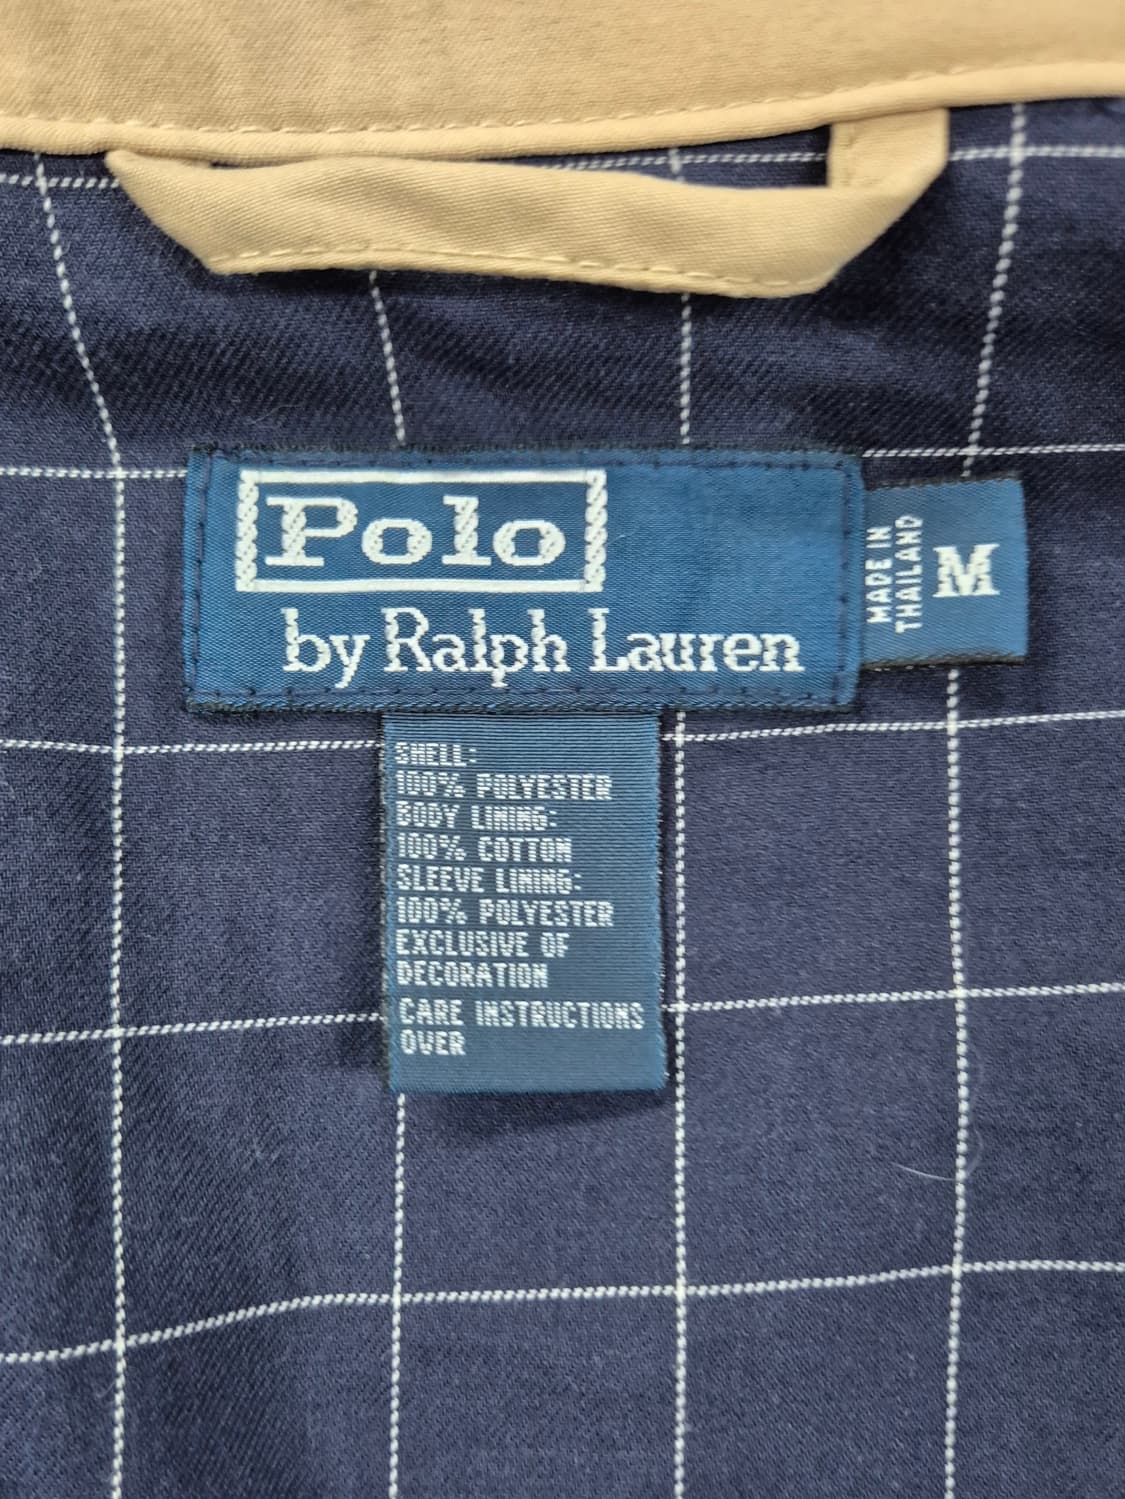 Polo
by Ralph Lauren
MADE IN
THAILAND
M
SHELL:
100% POLYESTER
BODY LINING:
100% COTTON
SLEEVE LINING:
100% POLYESTER
EXCLUSIVE OF
DECORATION
CARE INSTRUCTIONS
OVER